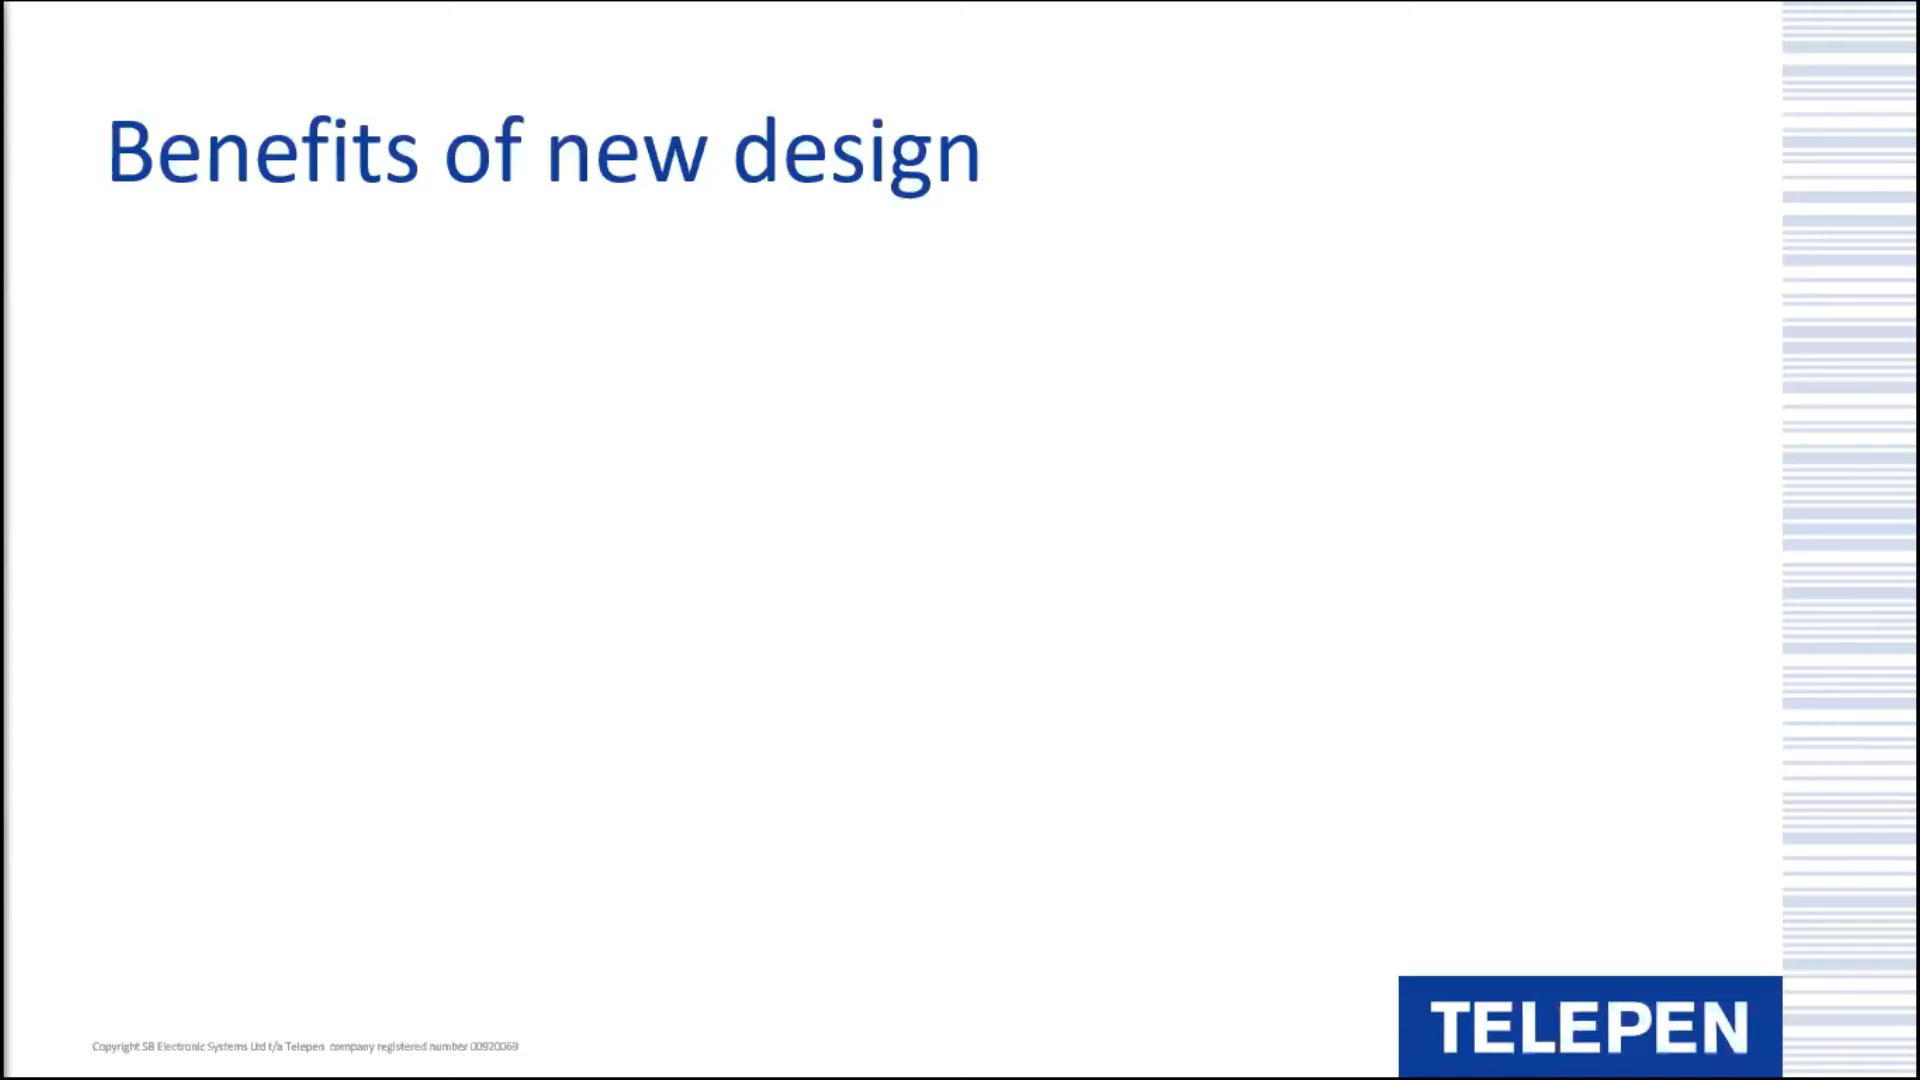 Benefits of new design
Copyright SB Electronic Systems Ltd t/a Telepen company registered number 00920069
TELEPEN